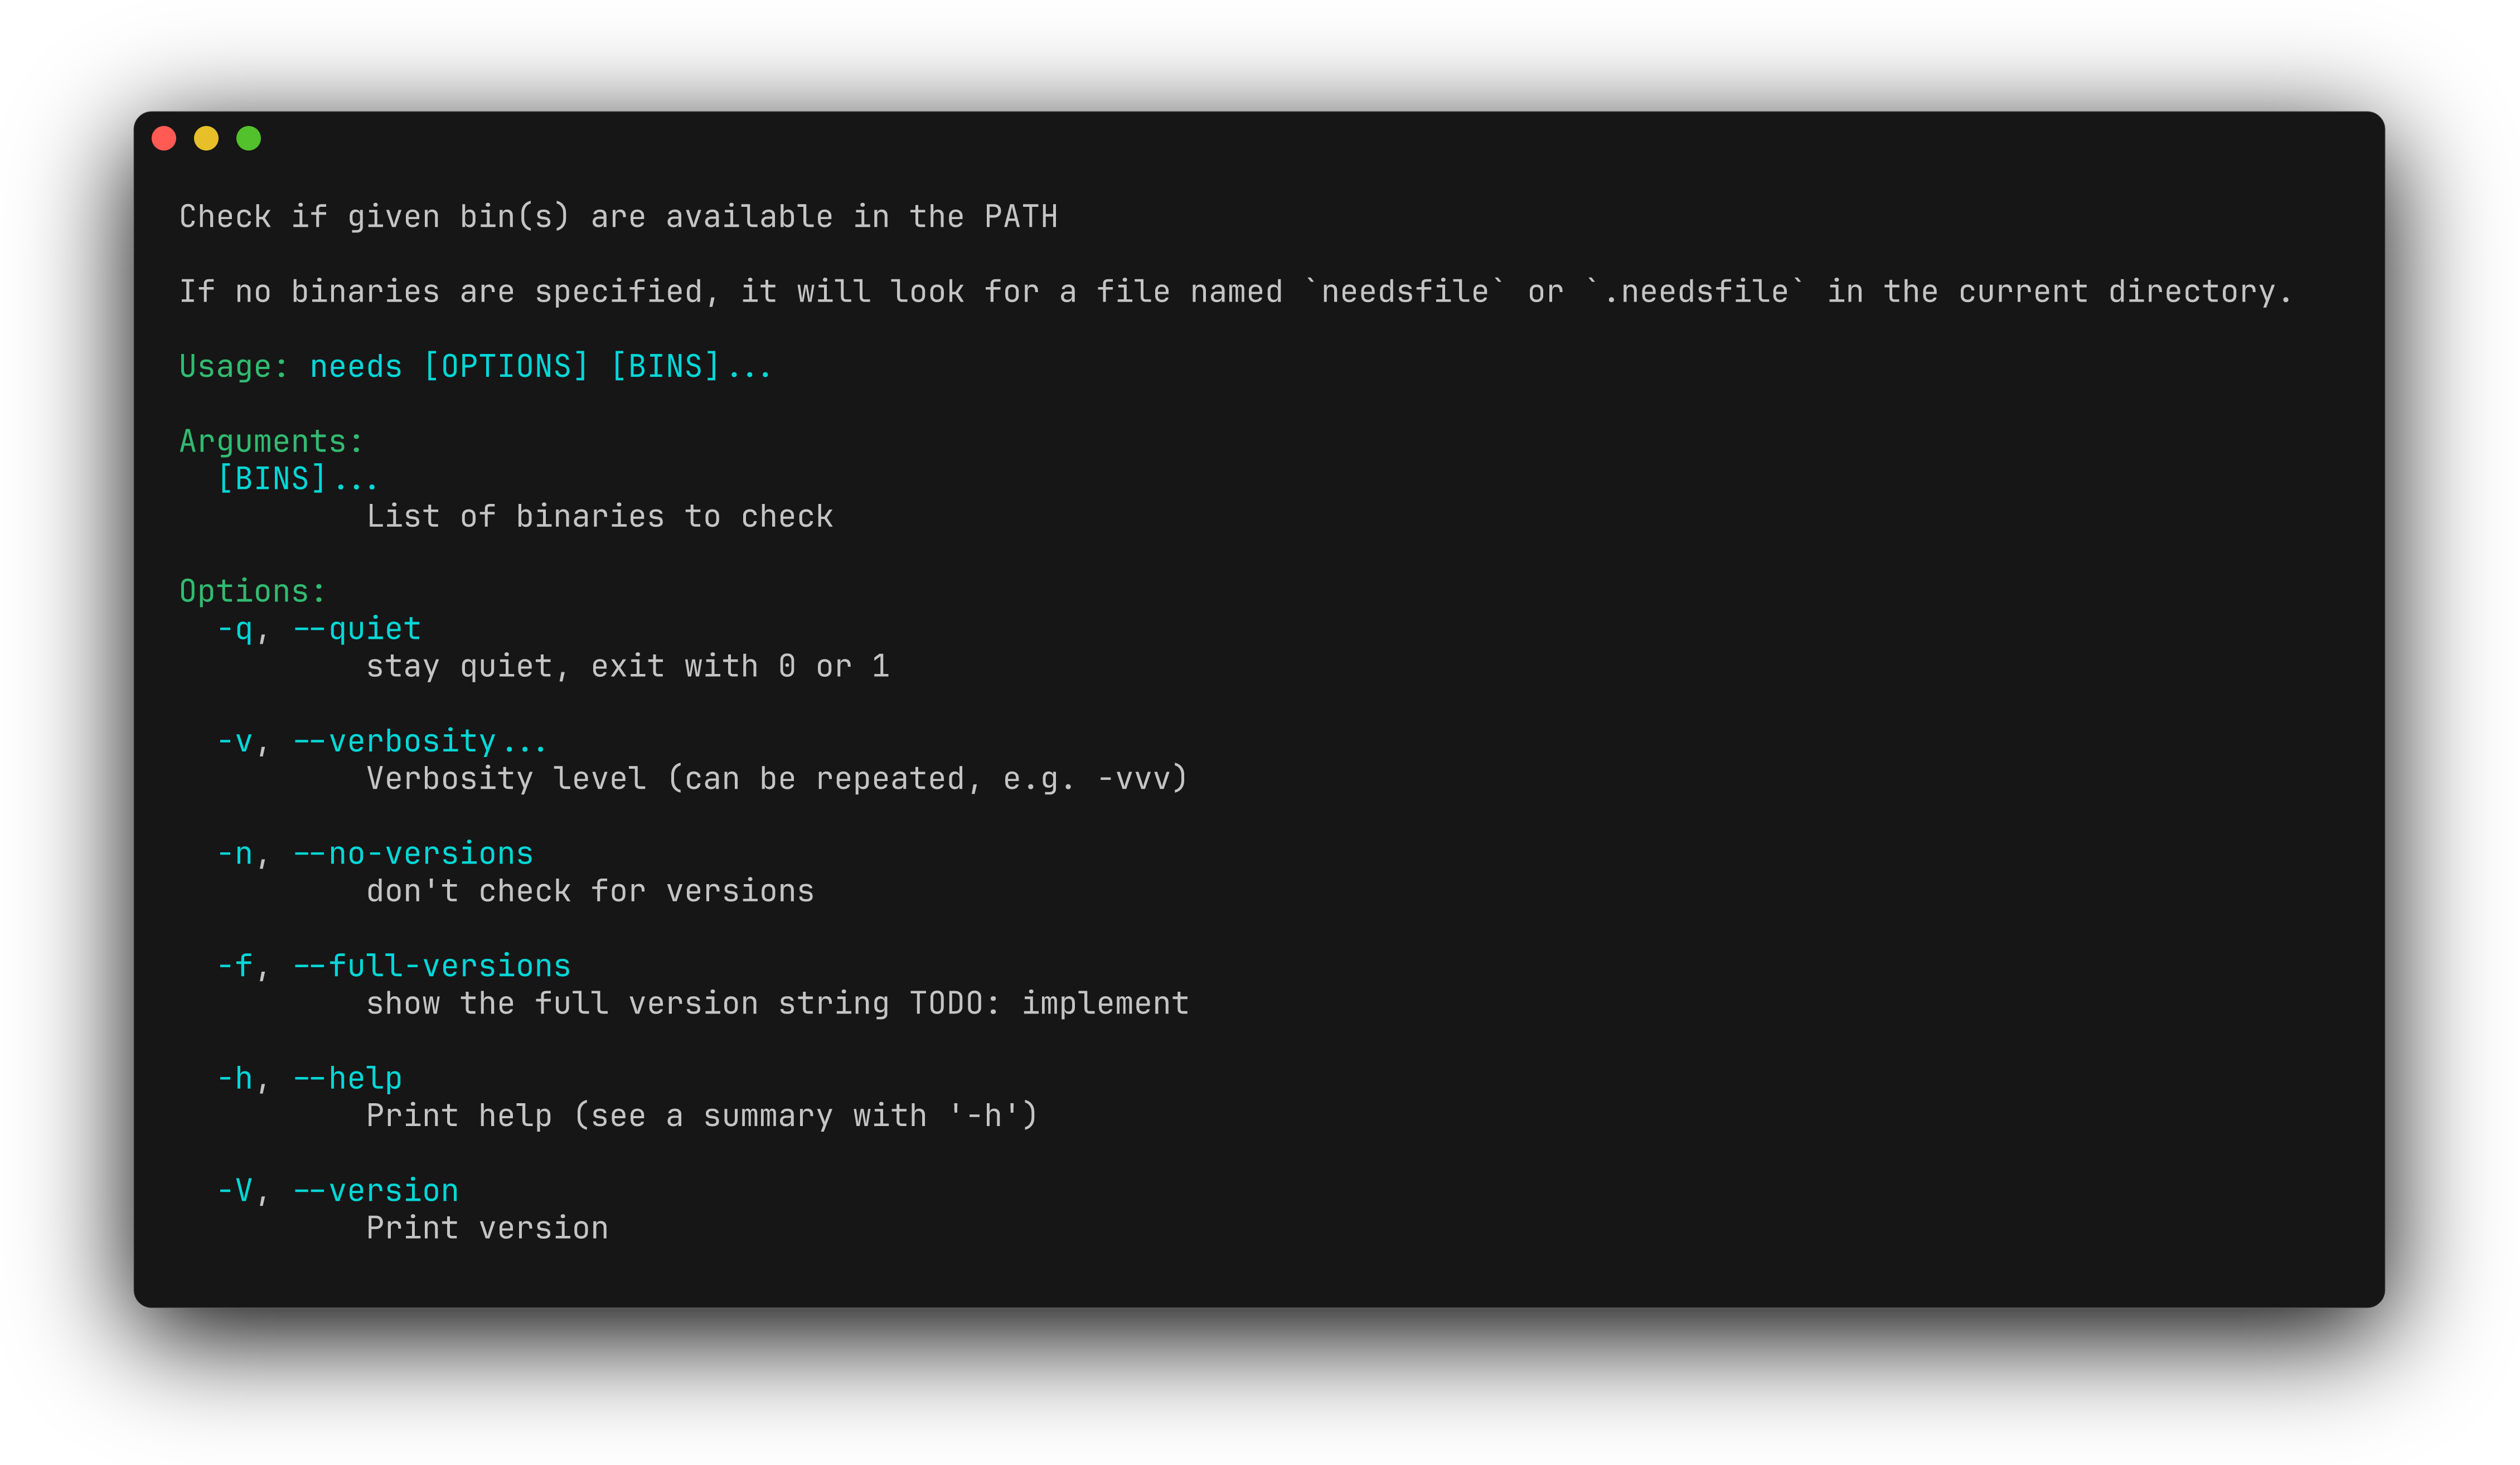 Check if given bin(s) are available in the PATH
If no binaries are specified, it will look for a file named `needsfile` or `.needsfile` in the current directory.
Usage: needs [OPTIONS] [BINS]...
Arguments:
  [BINS]...
          List of binaries to check
Options:
  -q, --quiet
          stay quiet, exit with 0 or 1
  -v, --verbosity...
          Verbosity level (can be repeated, e.g. -vvv)
  -n, --no-versions
          don't check for versions
  -f, --full-versions
          show the full version string TODO: implement
  -h, --help
          Print help (see a summary with '-h')
  -V, --version
          Print version